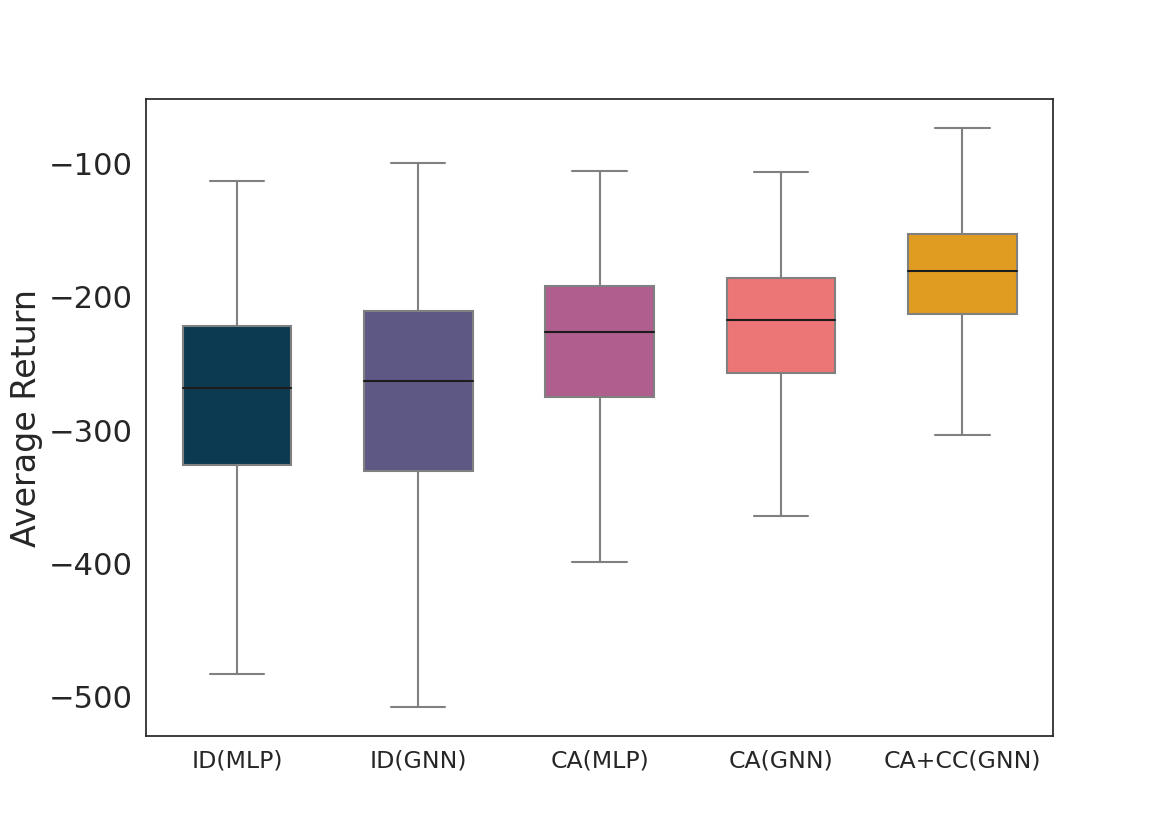 Average Return
−100
−200
−300
−400
−500
ID(MLP)
ID(GNN)
CA(MLP)
CA(GNN)
CA+CC(GNN)